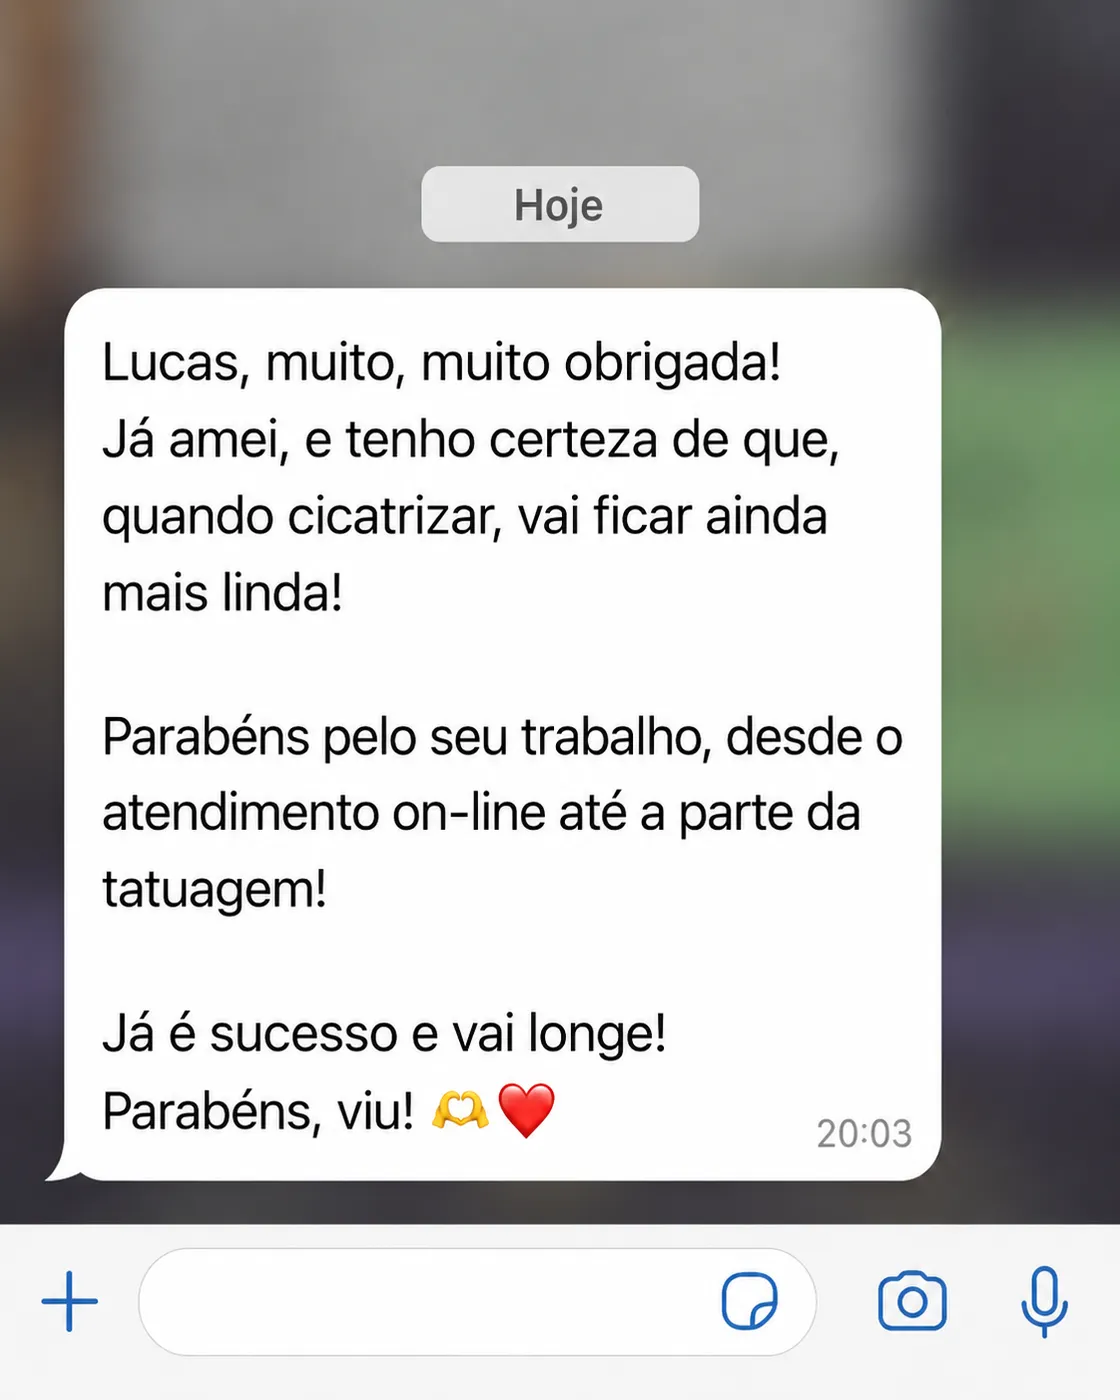 Hoje
Lucas, muito, muito obrigada!
Já amei, e tenho certeza de que,
quando cicatrizar, vai ficar ainda
mais linda!
Parabéns pelo seu trabalho, desde o
atendimento on-line até a parte da
tatuagem!
Já é sucesso e vai longe!
Parabéns, viu! 🫶❤️
20:03